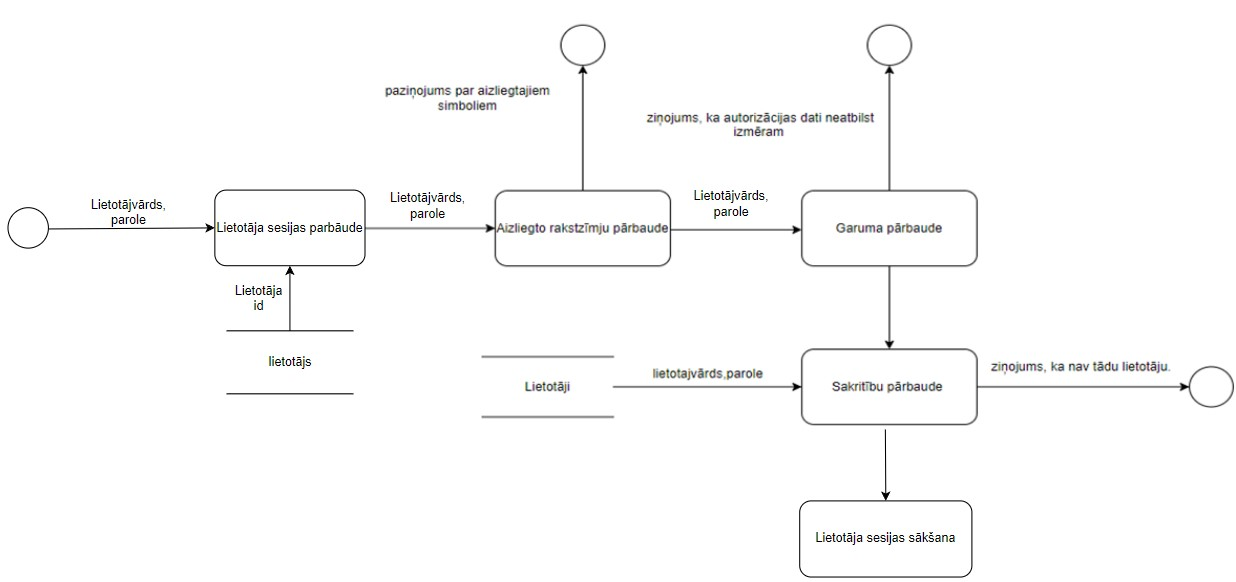 paziņojums par aizliegtajiem
simboliem
ziņojums, ka autorizācijas dati neatbilst
izmēram
Lietotājvārds,
parole
Lietotāja sesijas parbāude
Lietotājvārds,
parole
Aizliegto rakstzīmju pārbaude
Lietotājvārds,
parole
Garuma pārbaude
Lietotāja
id
lietotājs
Lietotāji
lietotajvārds,parole
Sakritību pārbaude
ziņojums, ka nav tādu lietotāju.
Lietotāja sesijas sākšana